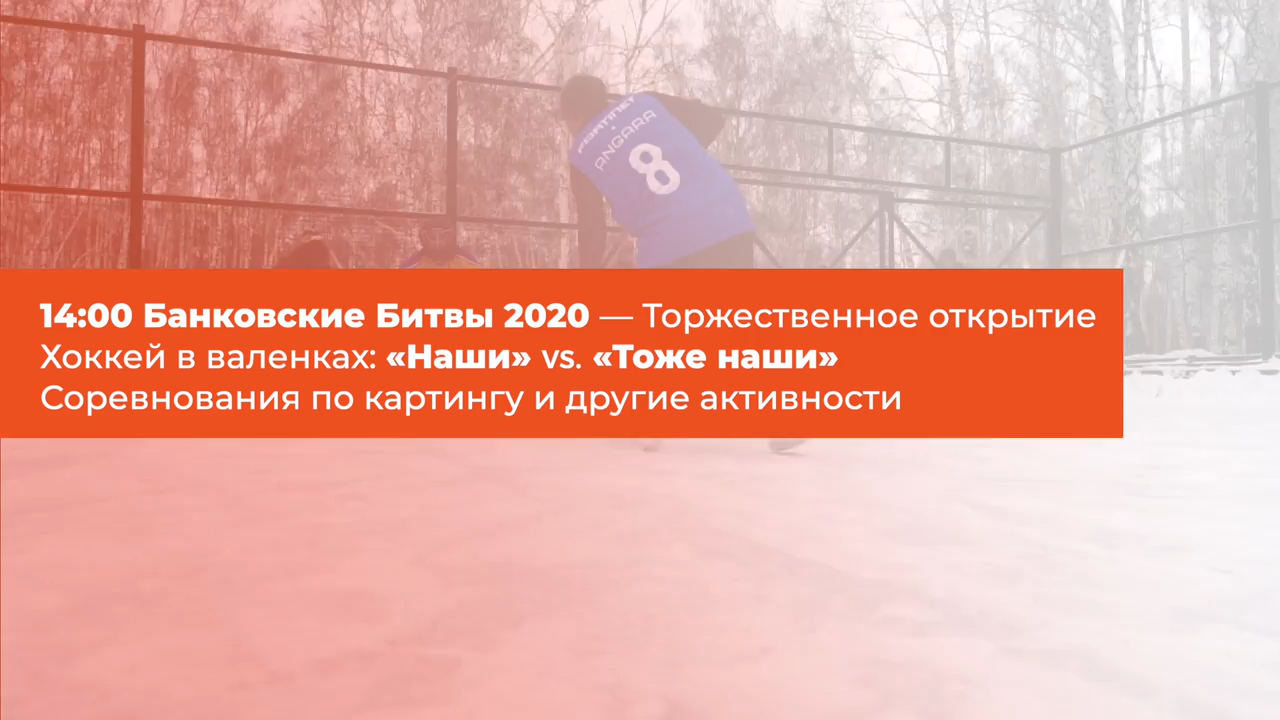 FORTINET
ANGARA
8
14:00 Банковские Битвы 2020 — Торжественное открытие
Хоккей в валенках: «Наши» vs. «Тоже наши»
Соревнования по картингу и другие активности